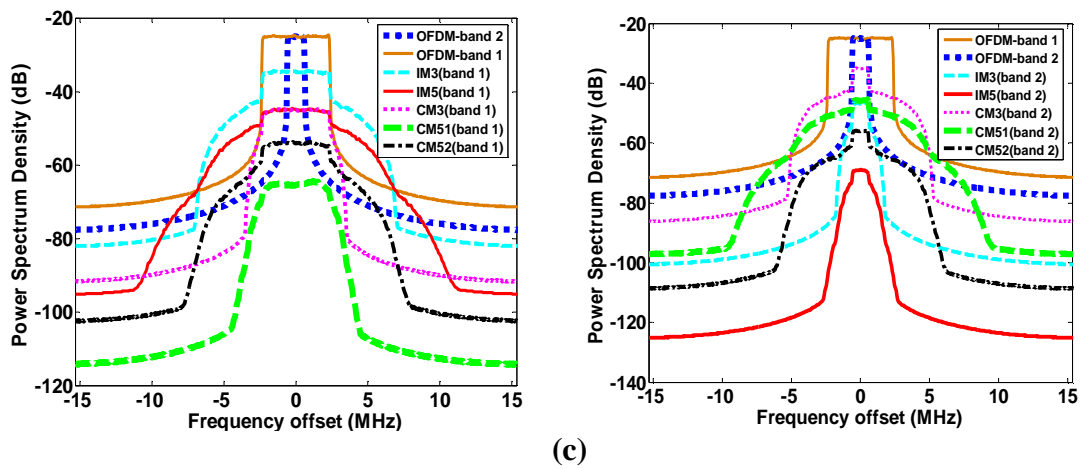 -20
-40
-60
-80
-100
-120
-15
-10
-5
0
5
10
15
Power Spectrum Density (dB)
Frequency offset (MHz)
OFDM-band 2
OFDM-band 1
IM3(band 1)
IM5(band 1)
CM3(band 1)
CM51(band 1)
CM52(band 1)
-20
-40
-60
-80
-100
-120
-140
-15
-10
-5
0
5
10
15
Power Spectrum Density (dB)
Frequency offset (MHz)
OFDM-band 1
OFDM-band 2
IM3(band 2)
IM5(band 2)
CM3(band 2)
CM51(band 2)
CM52(band 2)
(c)